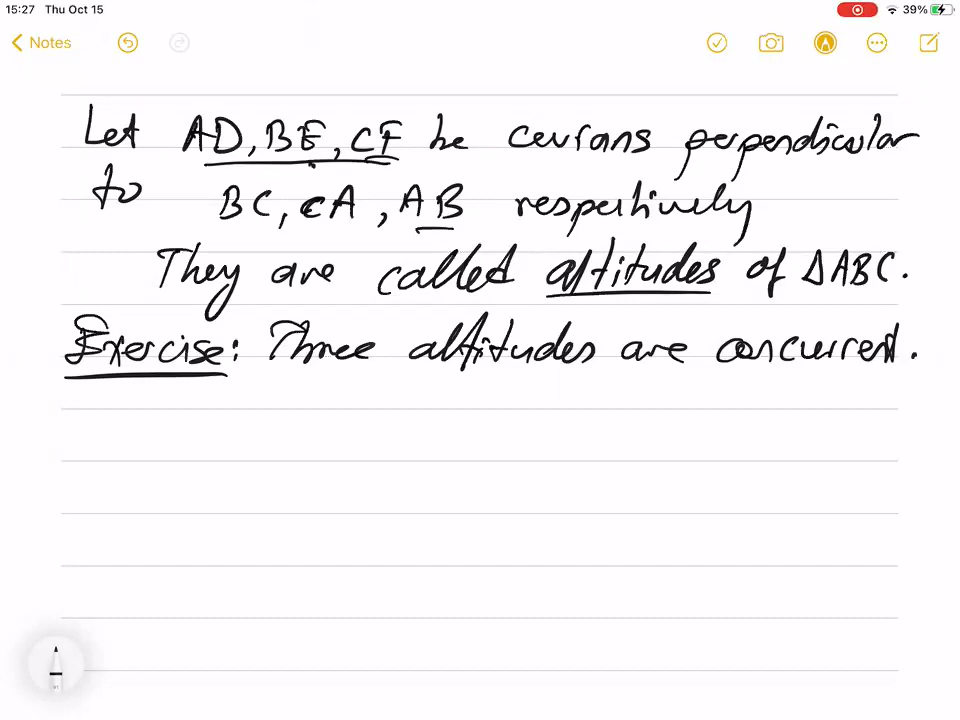 15:27 Thu Oct 15 39%
Notes
Let AD, BE, CF be cevians perpendicular
to BC, CA, AB respectively
They are called altitudes of ΔABC.
Exercise: Three altitudes are concurrent.